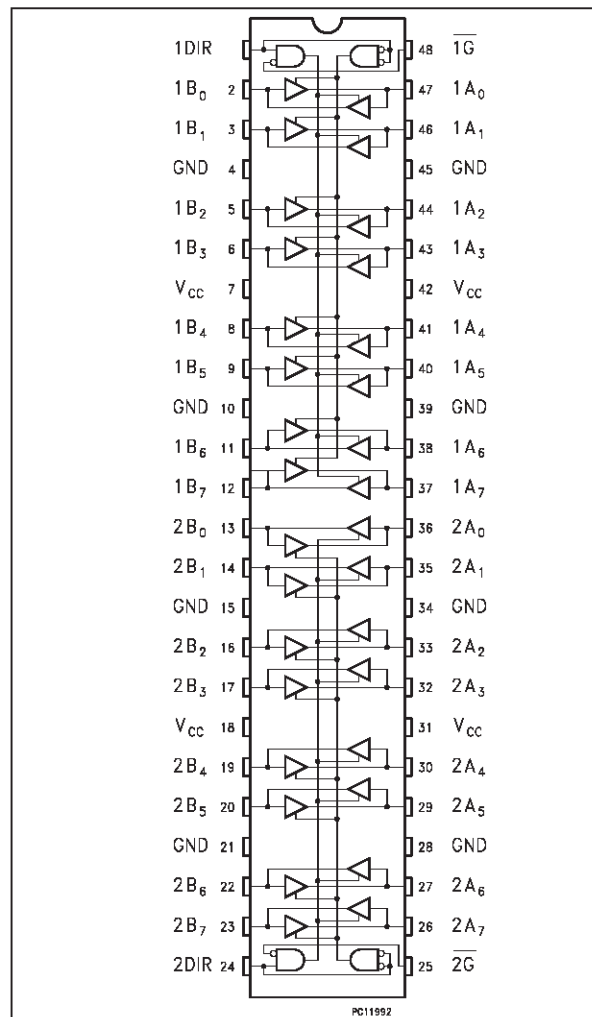 1DIR 48 1G
1B0 2 47 1A0
1B1 3 46 1A1
GND 4 45 GND
1B2 5 44 1A2
1B3 6 43 1A3
VCC 7 42 VCC
1B4 8 41 1A4
1B5 9 40 1A5
GND 10 39 GND
1B6 11 38 1A6
1B7 12 37 1A7
2B0 13 36 2A0
2B1 14 35 2A1
GND 15 34 GND
2B2 16 33 2A2
2B3 17 32 2A3
VCC 18 31 VCC
2B4 19 30 2A4
2B5 20 29 2A5
GND 21 28 GND
2B6 22 27 2A6
2B7 23 26 2A7
2DIR 24 25 2G
PC11992